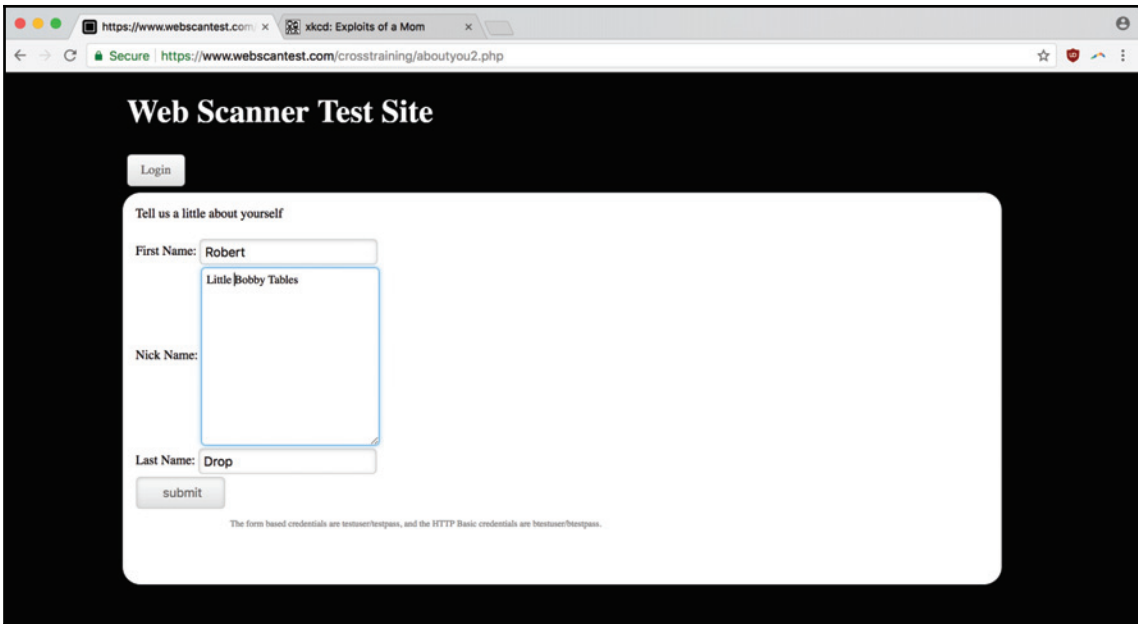 https://www.webscantest.com/
xkcd: Exploits of a Mom
Secure
https://www.webscantest.com/crosstraining/aboutyou2.php
Web Scanner Test Site
Login
Tell us a little about yourself
First Name: Robert
Little Bobby Tables
Nick Name:
Last Name: Drop
submit
The form based credentials are testuser/testpass, and the HTTP Basic credentials are btestuser/btestpass.